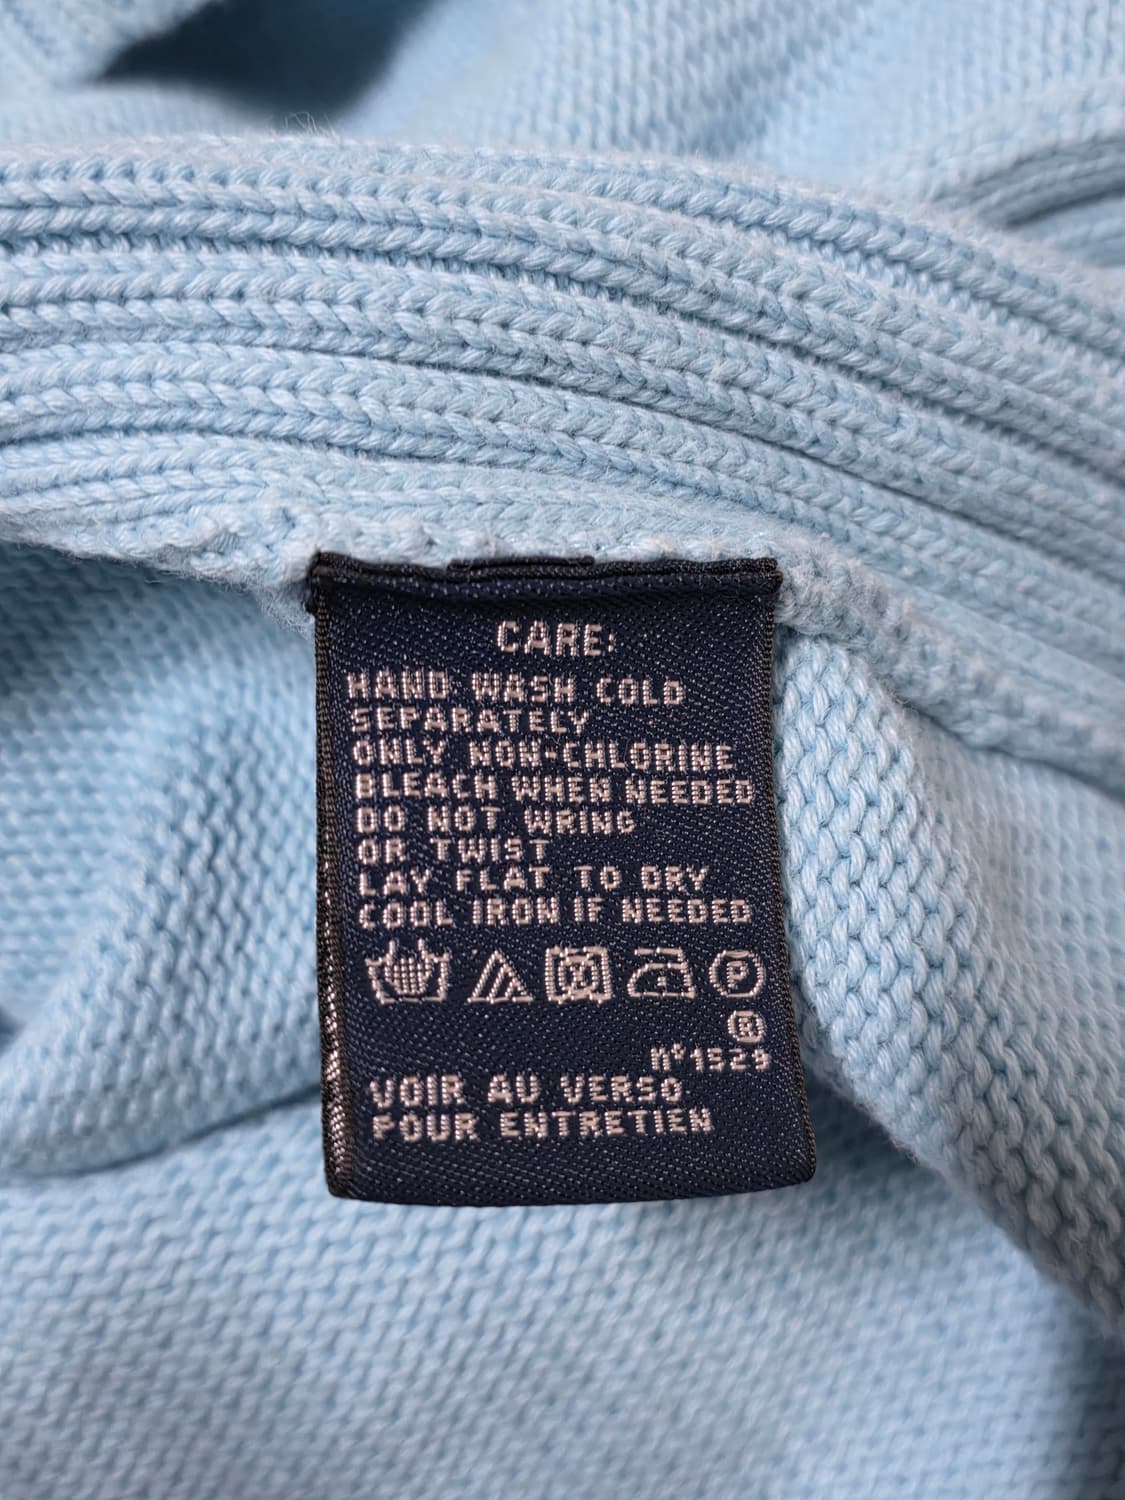 CARE:
HAND WASH COLD
SEPARATELY
ONLY NON-CHLORINE
BLEACH WHEN NEEDED
DO NOT WRING
OR TWIST
LAY FLAT TO DRY
COOL IRON IF NEEDED
P
®
nº1529
VOIR AU VERSO
POUR ENTRETIEN